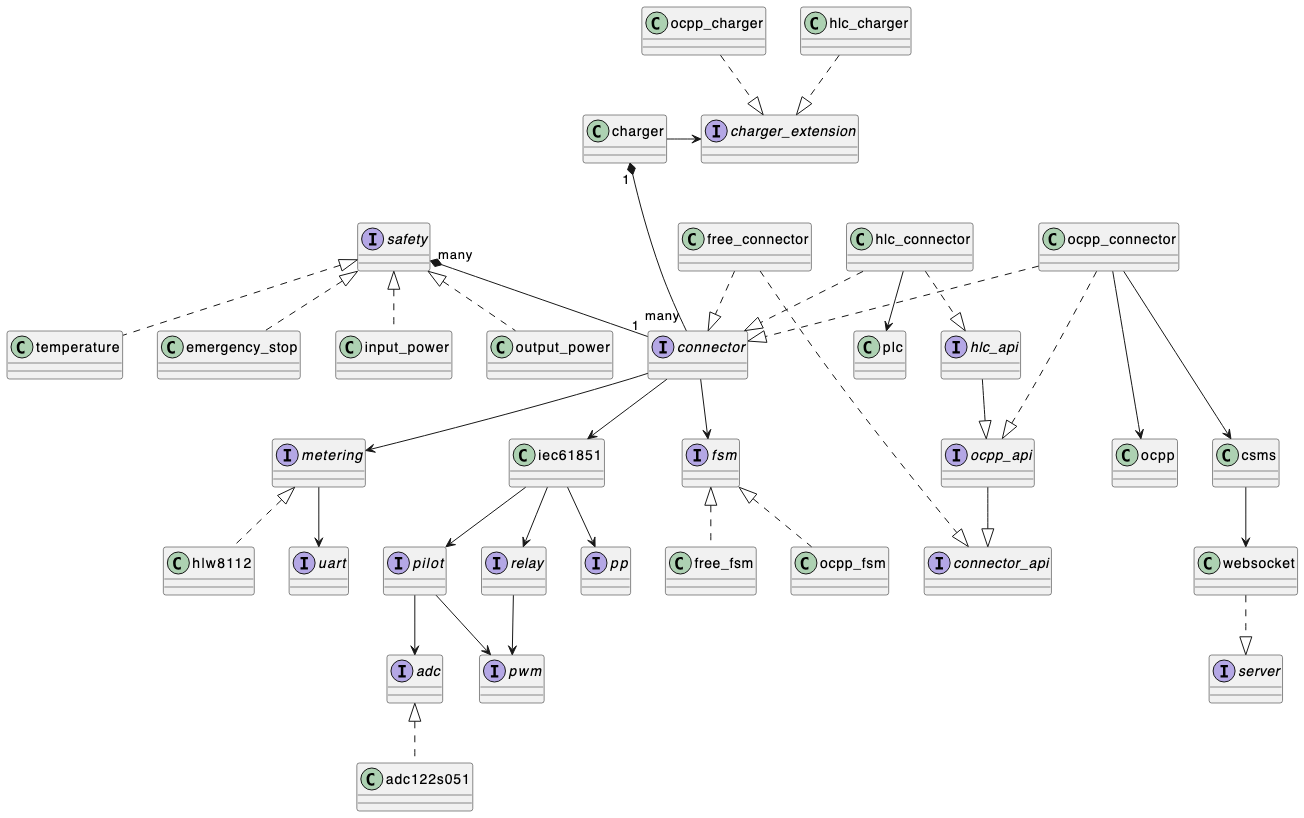 C ocpp_charger
C hlc_charger
C charger
I charger_extension
1
I safety
C free_connector
C hlc_connector
C ocpp_connector
many
many
1
C temperature
C emergency_stop
C input_power
C output_power
I connector
C plc
I hlc_api
I metering
C iec61851
I fsm
I ocpp_api
C ocpp
C csms
C hlw8112
I uart
I pilot
I relay
I pp
C free_fsm
C ocpp_fsm
I connector_api
C websocket
I adc
I pwm
I server
C adc122s051